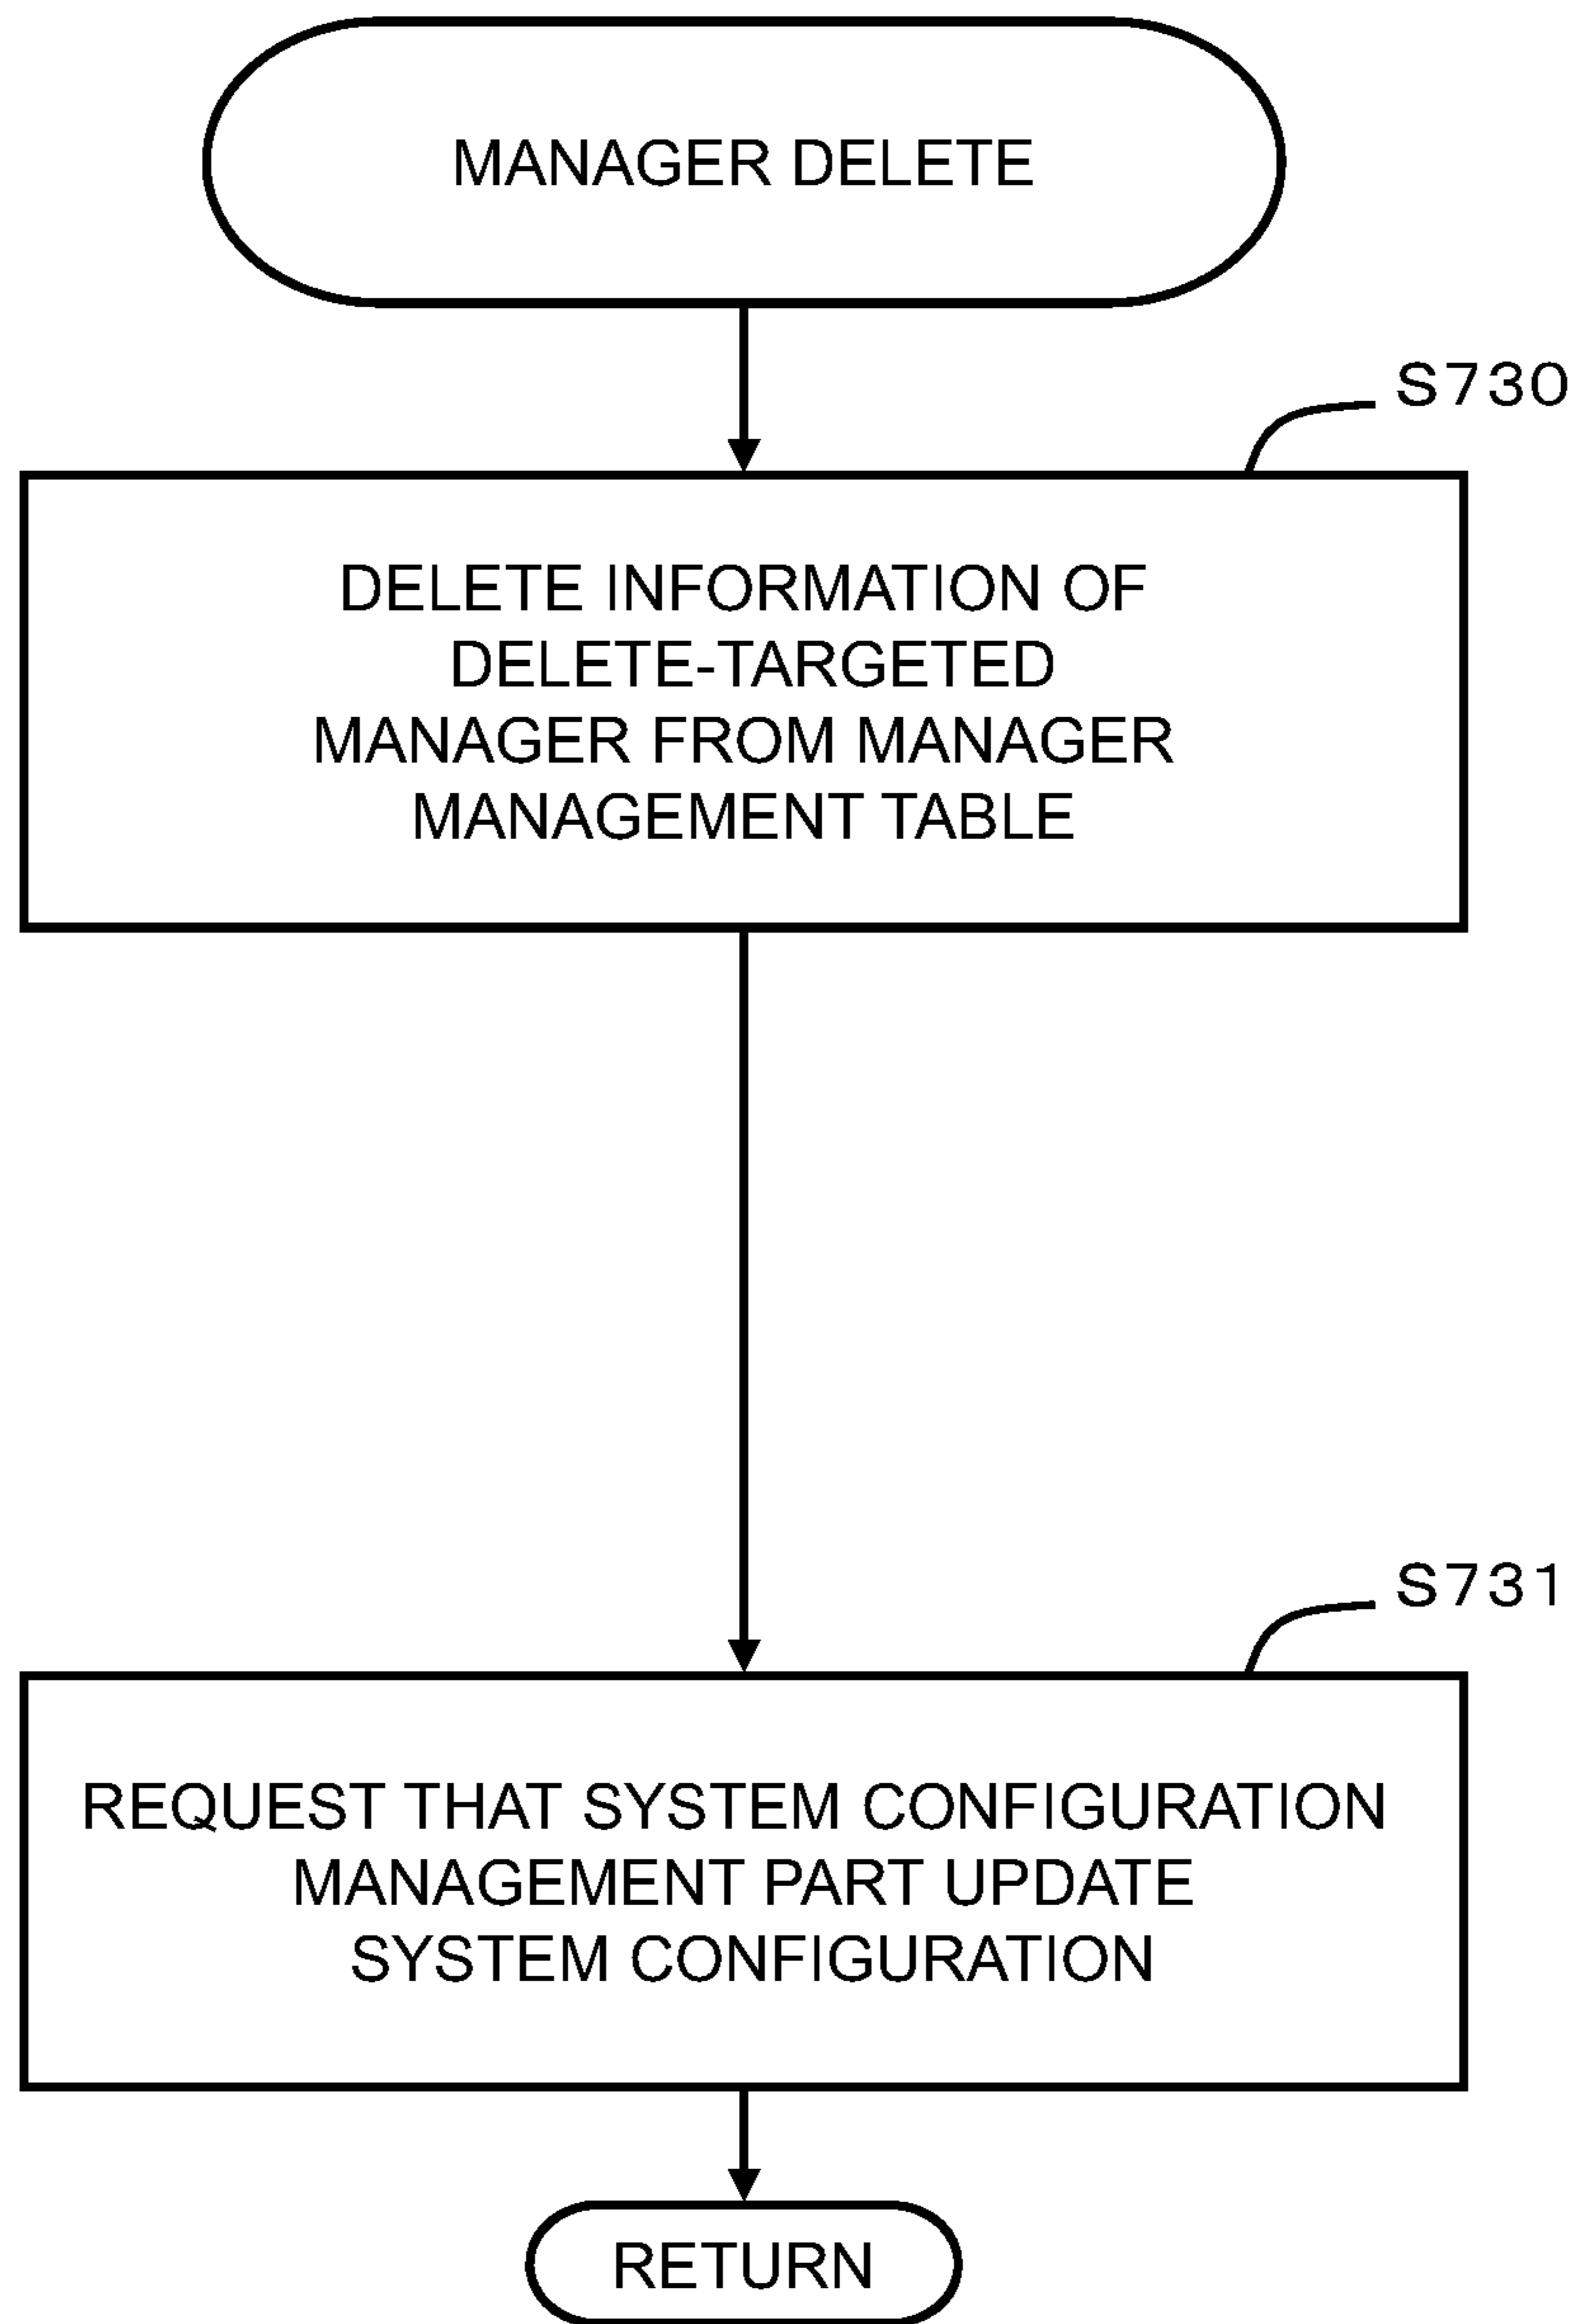 MANAGER DELETE
S730
DELETE INFORMATION OF
DELETE-TARGETED
MANAGER FROM MANAGER
MANAGEMENT TABLE
S731
REQUEST THAT SYSTEM CONFIGURATION
MANAGEMENT PART UPDATE
SYSTEM CONFIGURATION
RETURN